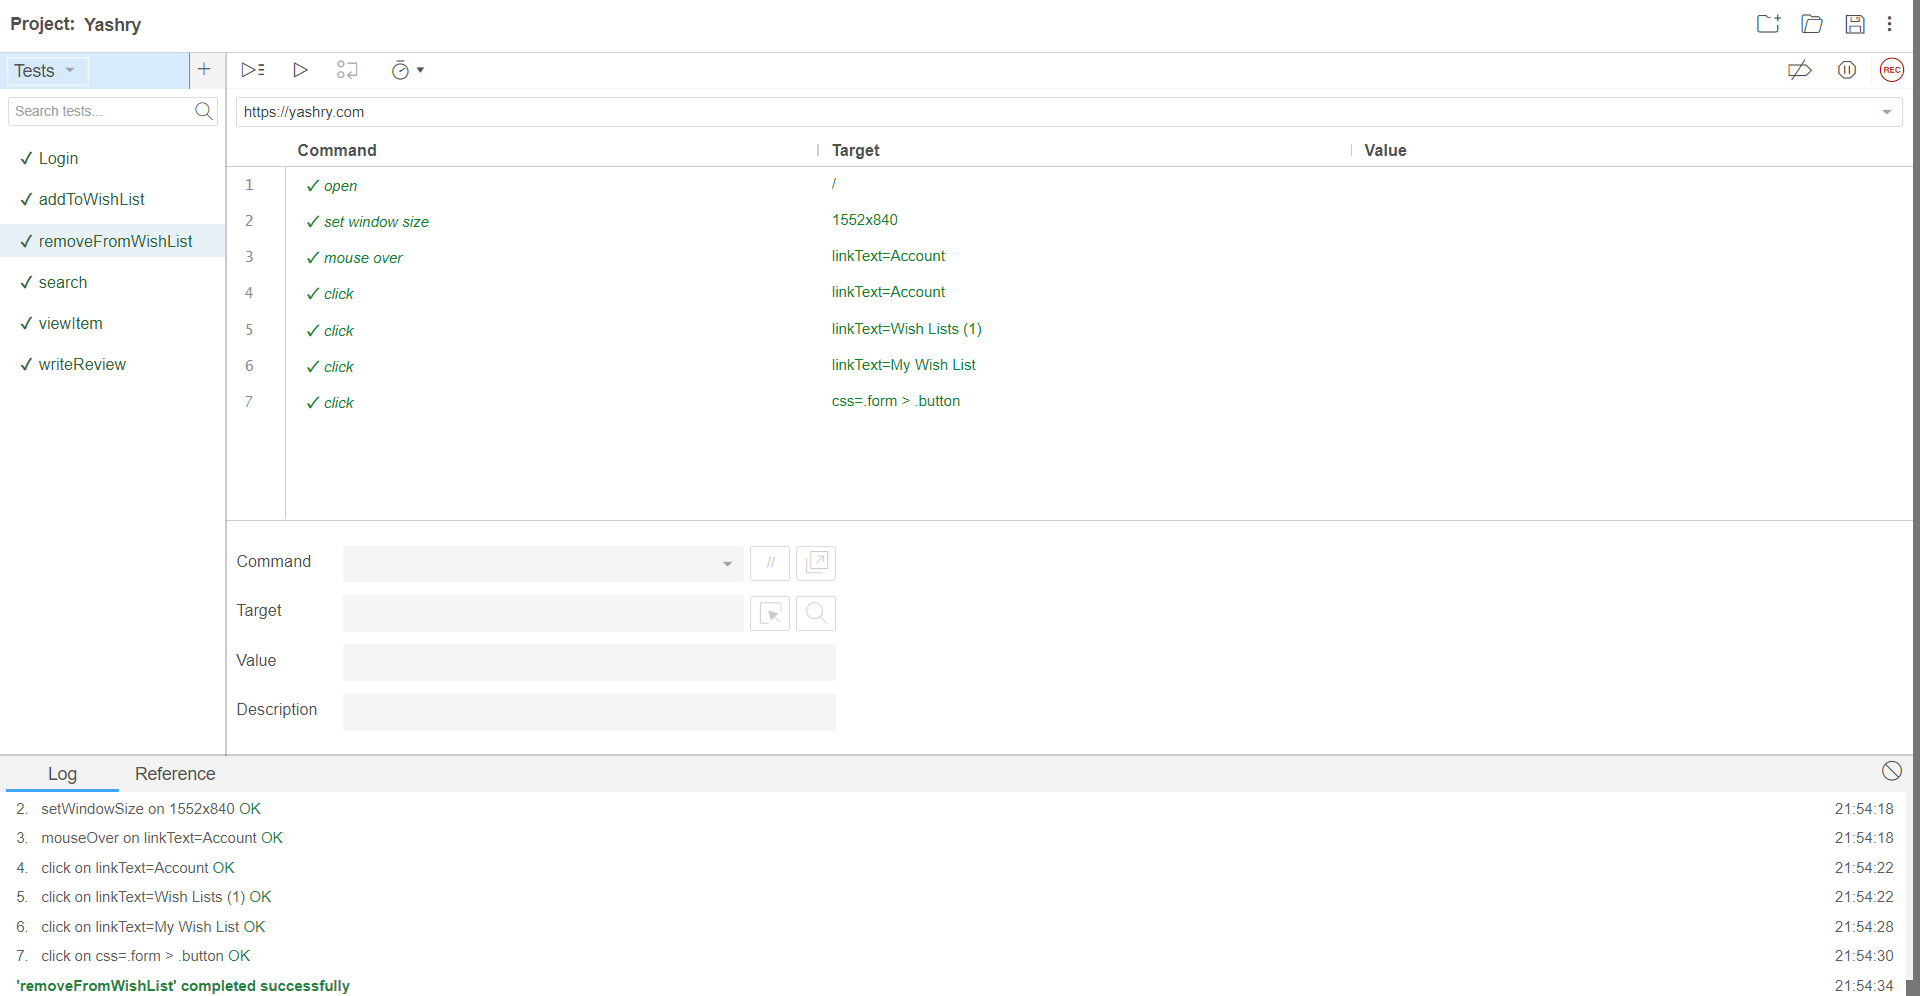 Project: Yashry
Tests
REC
Search tests...
https://yashry.com
Command Target Value
✓ Login
✓ addToWishList
✓ removeFromWishList
✓ search
✓ viewItem
✓ writeReview
1 ✓ open /
2 ✓ set window size 1552x840
3 ✓ mouse over linkText=Account
4 ✓ click linkText=Account
5 ✓ click linkText=Wish Lists (1)
6 ✓ click linkText=My Wish List
7 ✓ click css=.form > .button
Command //
Target
Value
Description
Log Reference
2. setWindowSize on 1552x840 OK 21:54:18
3. mouseOver on linkText=Account OK 21:54:18
4. click on linkText=Account OK 21:54:22
5. click on linkText=Wish Lists (1) OK 21:54:22
6. click on linkText=My Wish List OK 21:54:28
7. click on css=.form > .button OK 21:54:30
'removeFromWishList' completed successfully 21:54:34